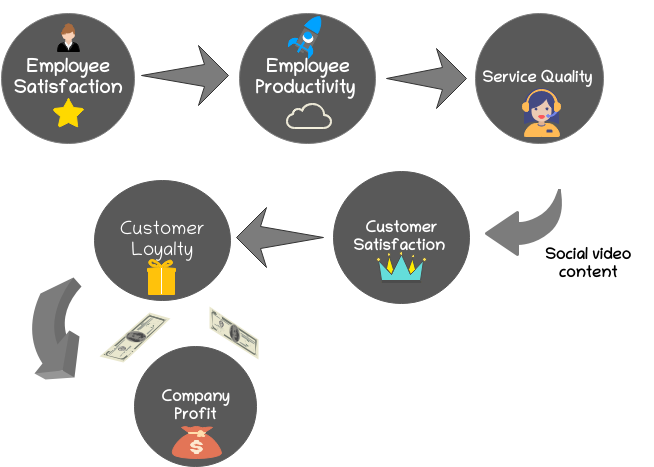 Employee
Satisfaction
Employee
Productivity
Service Quality
Customer
Satisfaction
Social video
content
Customer
Loyalty
Company
Profit
$